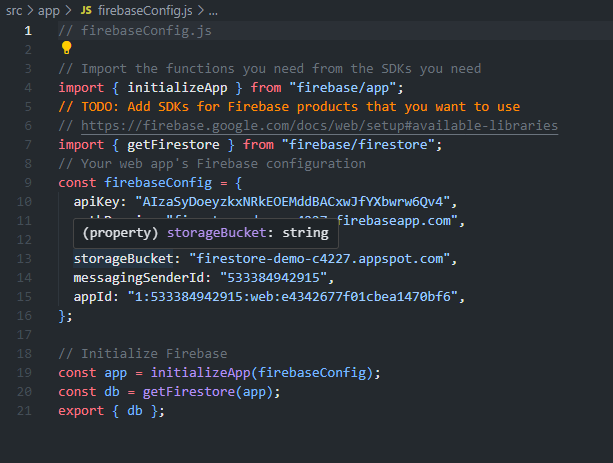 src > app > JS firebaseConfig.js > ...
1 // firebaseConfig.js
2
3 // Import the functions you need from the SDKs you need
4 import { initializeApp } from "firebase/app";
5 // TODO: Add SDKs for Firebase products that you want to use
6 // https://firebase.google.com/docs/web/setup#available-libraries
7 import { getFirestore } from "firebase/firestore";
8 // Your web app's Firebase configuration
9 const firebaseConfig = {
10 apiKey: "AIzaSyDoeyzkxNRkEOEMddBACxwJfYXbwrw6Qv4",
11 firebaseapp.com",
12 (property) storageBucket: string
13 storageBucket: "firestore-demo-c4227.appspot.com",
14 messagingSenderId: "533384942915",
15 appId: "1:533384942915:web:e4342677f01cbea1470bf6",
16 };
17
18 // Initialize Firebase
19 const app = initializeApp(firebaseConfig);
20 const db = getFirestore(app);
21 export { db };